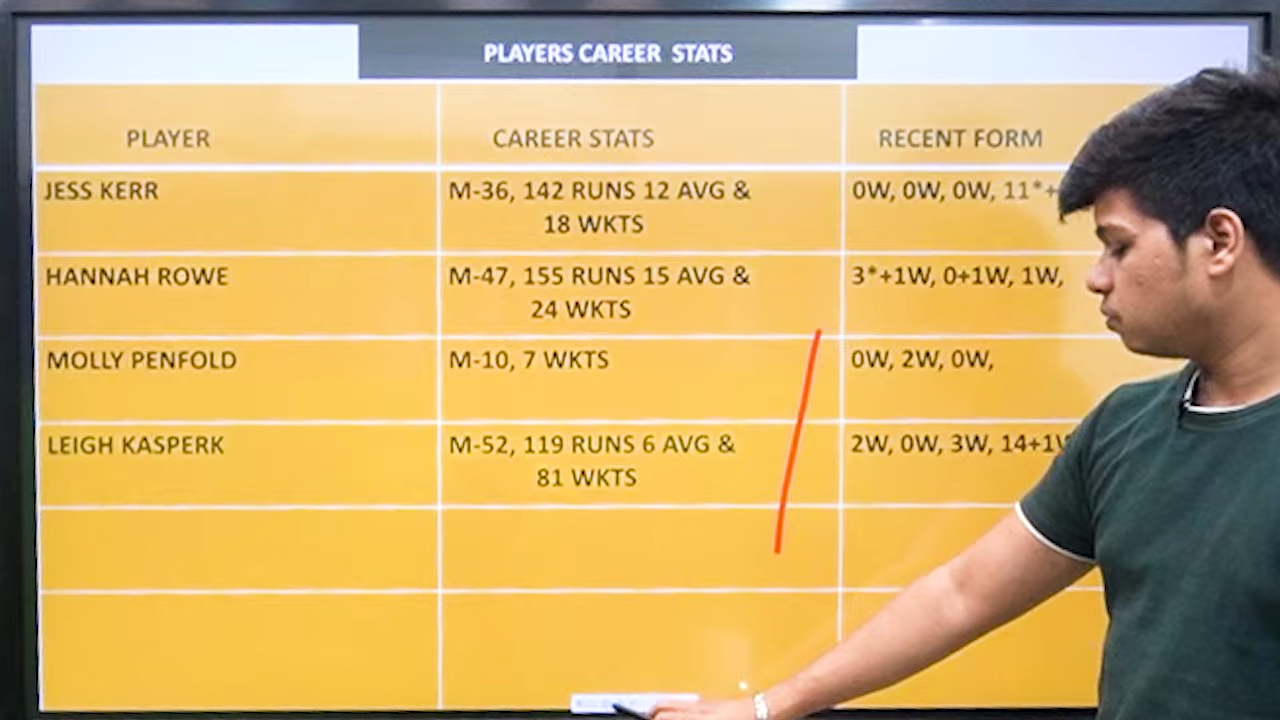 PLAYERS CAREER STATS
PLAYER CAREER STATS RECENT FORM
JESS KERR M-36, 142 RUNS 12 AVG & 0W, 0W, 0W, 11*+
18 WKTS
HANNAH ROWE M-47, 155 RUNS 15 AVG & 3*+1W, 0+1W, 1W,
24 WKTS
MOLLY PENFOLD M-10, 7 WKTS 0W, 2W, 0W,
LEIGH KASPERK M-52, 119 RUNS 6 AVG & 2W, 0W, 3W, 14+1W
81 WKTS